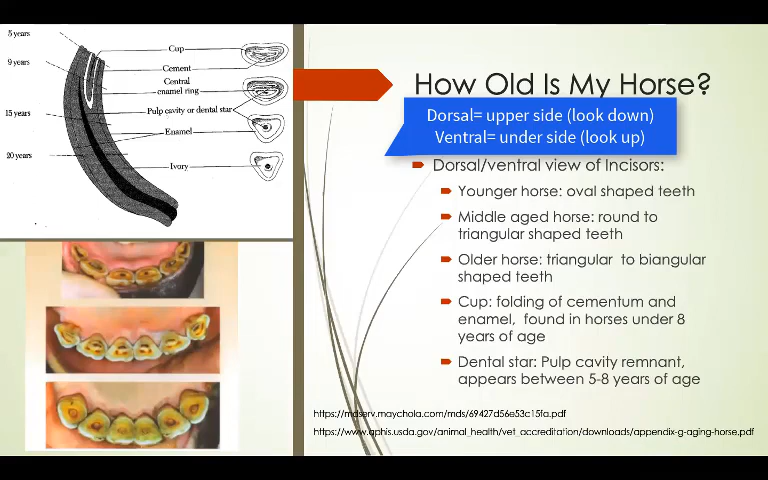 5 years
9 years
15 years
20 years
Cup
Cement
Central
enamel ring
Pulp cavity or dental star
Enamel
Ivory
How Old Is My Horse?
Dorsal= upper side (look down)
Ventral= under side (look up)
Dorsal/ventral view of Incisors:
Younger horse: oval shaped teeth
Middle aged horse: round to
triangular shaped teeth
Older horse: triangular to biangular
shaped teeth
Cup: folding of cementum and
enamel, found in horses under 8
years of age
Dental star: Pulp cavity remnant,
appears between 5-8 years of age
https://mdserv.maychola.com/mds/69427d56e53c15fa.pdf
https://www.aphis.usda.gov/animal_health/vet_accreditation/downloads/appendix-g-aging-horse.pdf